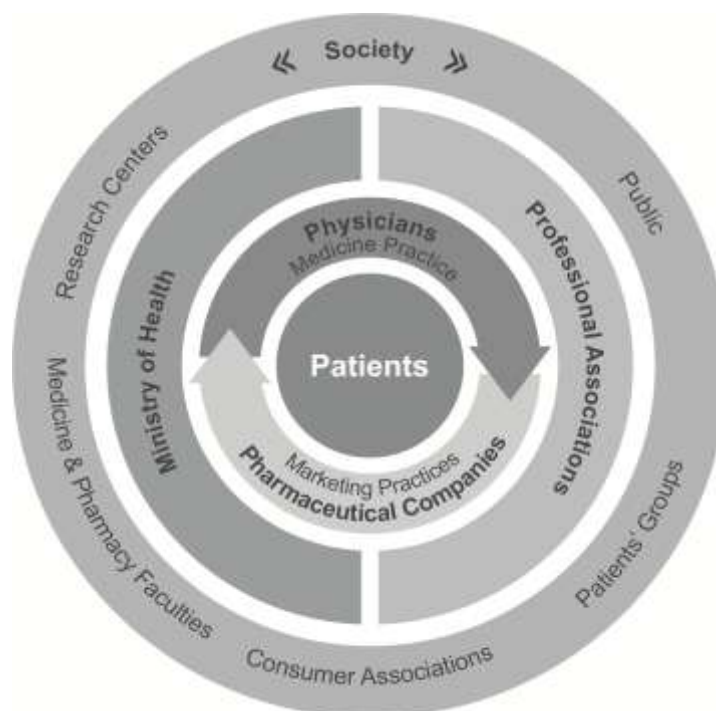 « Society »
Research Centers
Public
Physicians
Medicine Practice
Ministry of Health
Professional Associations
Patients
Marketing Practices
Pharmaceutical Companies
Medicine & Pharmacy Faculties
Patients' Groups
Consumer Associations